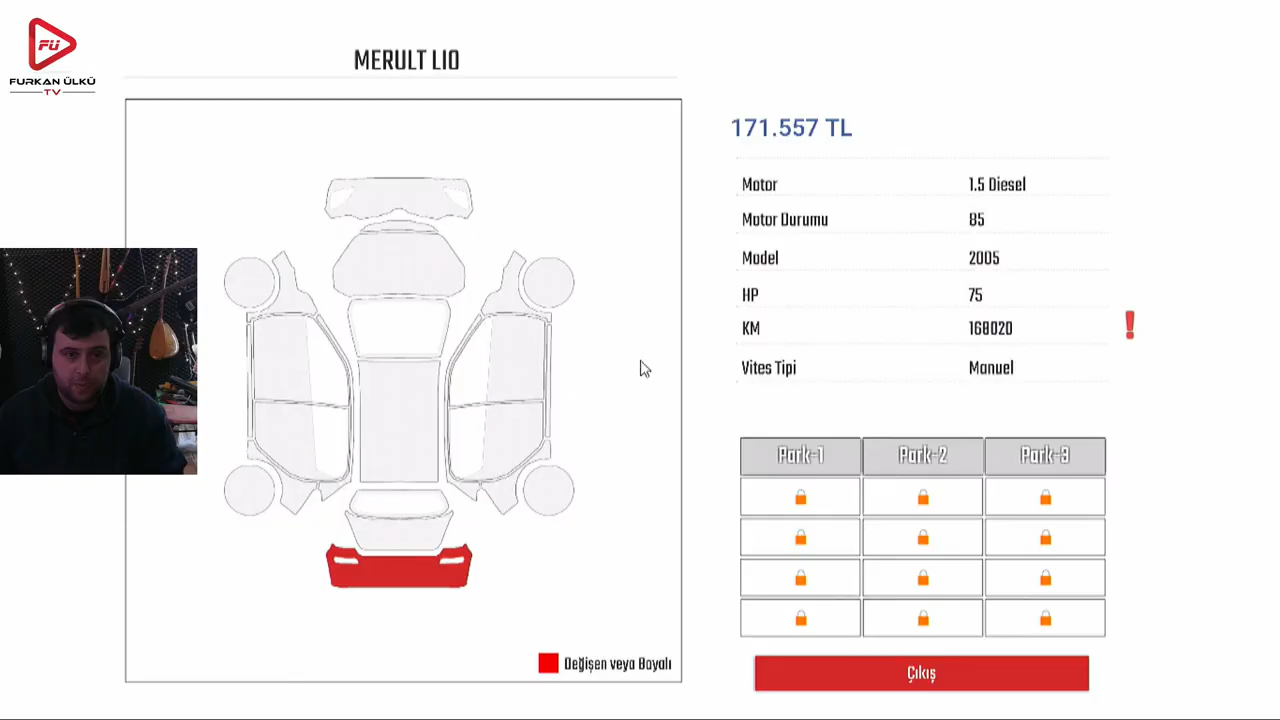 FU
FURKAN ÜLKÜ
TV
MERULT LIO
171.557 TL
Motor 1.5 Diesel
Motor Durumu 85
Model 2005
HP 75
KM 168020
Vites Tipi Manuel
Park-1 Park-2 Park-3
Değişen veya Boyalı
Çıkış